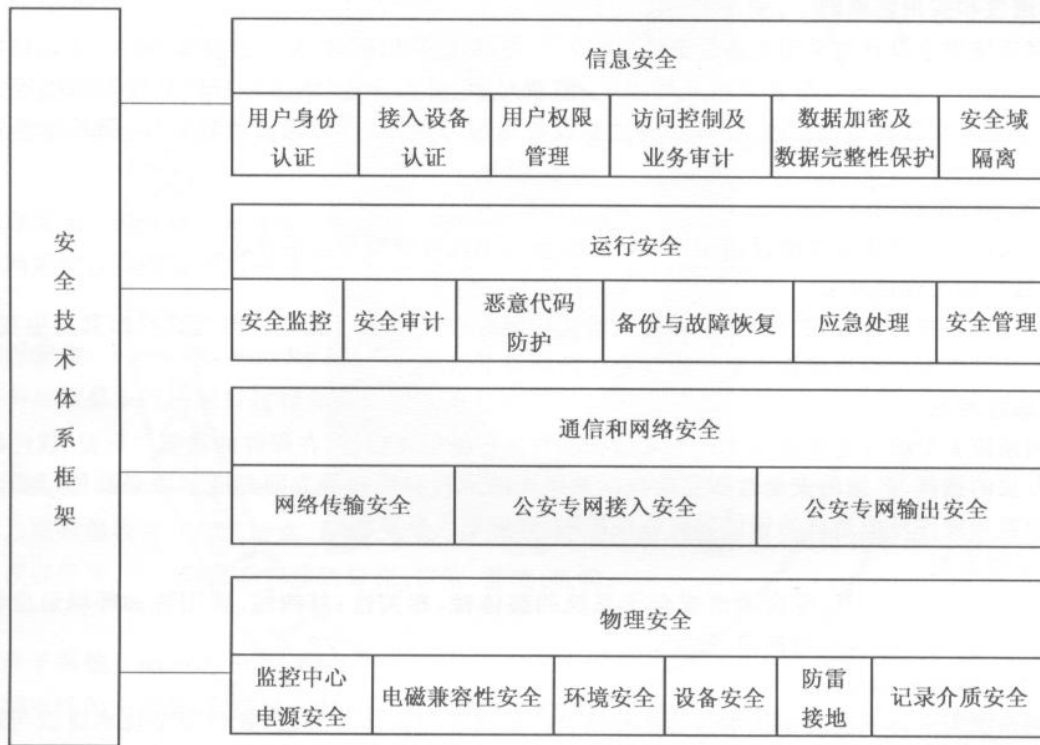 安
全
技
术
体
系
框
架
信息安全
用户身份
认证
接入设备
认证
用户权限
管理
访问控制及
业务审计
数据加密及
数据完整性保护
安全域
隔离
运行安全
安全监控
安全审计
恶意代码
防护
备份与故障恢复
应急处理
安全管理
通信和网络安全
网络传输安全
公安专网接入安全
公安专网输出安全
物理安全
监控中心
电源安全
电磁兼容性安全
环境安全
设备安全
防雷
接地
记录介质安全